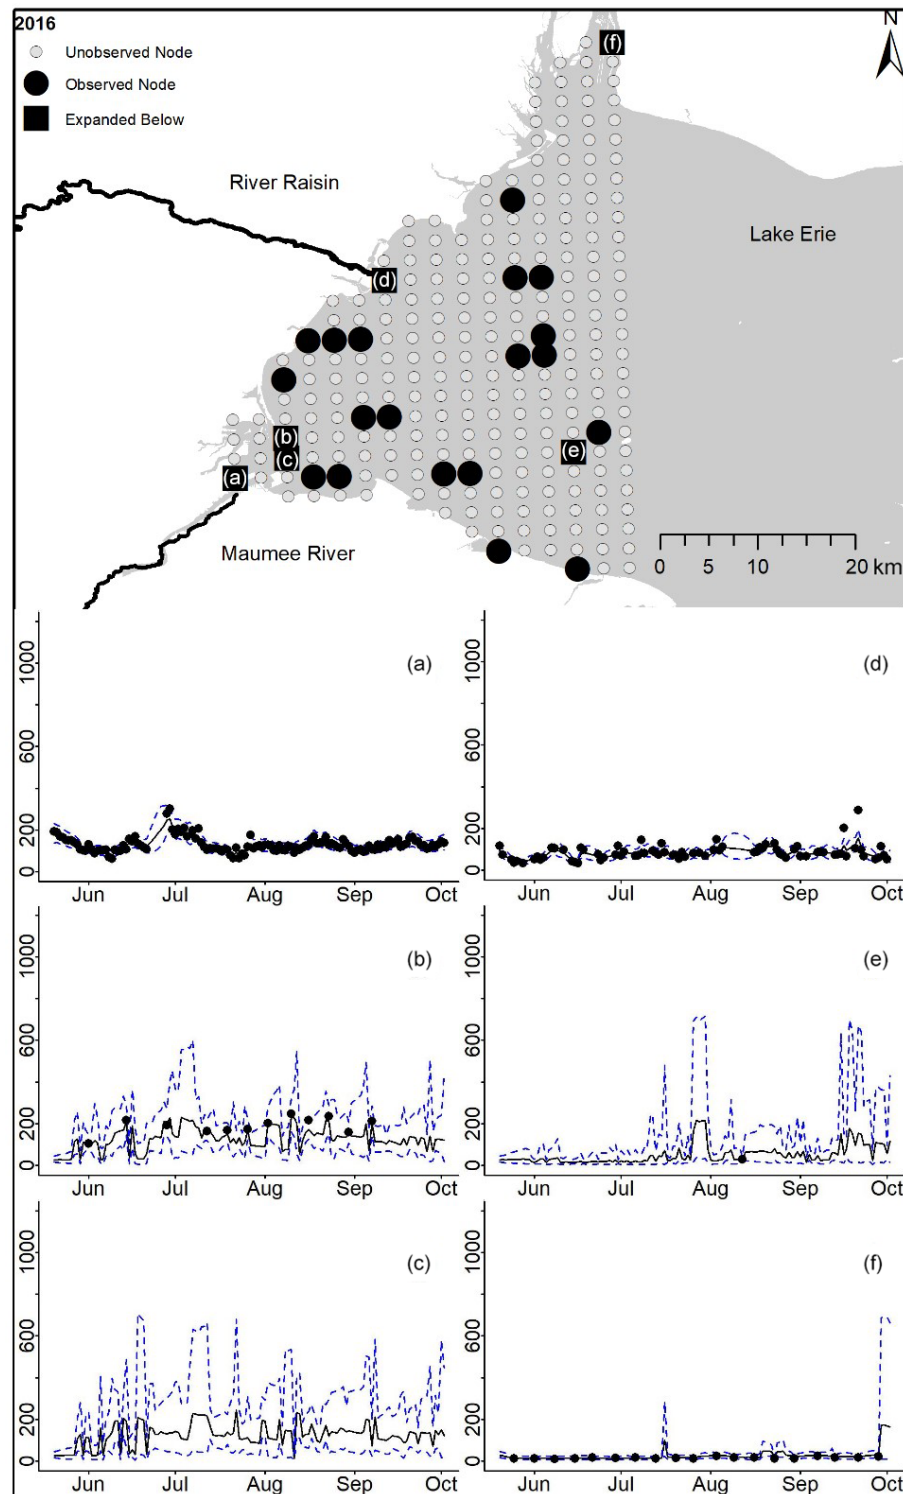 2016
N
Unobserved Node
Observed Node
Expanded Below
(f)
River Raisin
Lake Erie
(d)
(b)
(c)
(e)
(a)
Maumee River
0 5 10 20 km
(a)
0 200 600 1000
Jun Jul Aug Sep Oct
(d)
0 200 600 1000
Jun Jul Aug Sep Oct
(b)
0 200 600 1000
Jun Jul Aug Sep Oct
(e)
0 200 600 1000
Jun Jul Aug Sep Oct
(c)
0 200 600 1000
Jun Jul Aug Sep Oct
(f)
0 200 600 1000
Jun Jul Aug Sep Oct